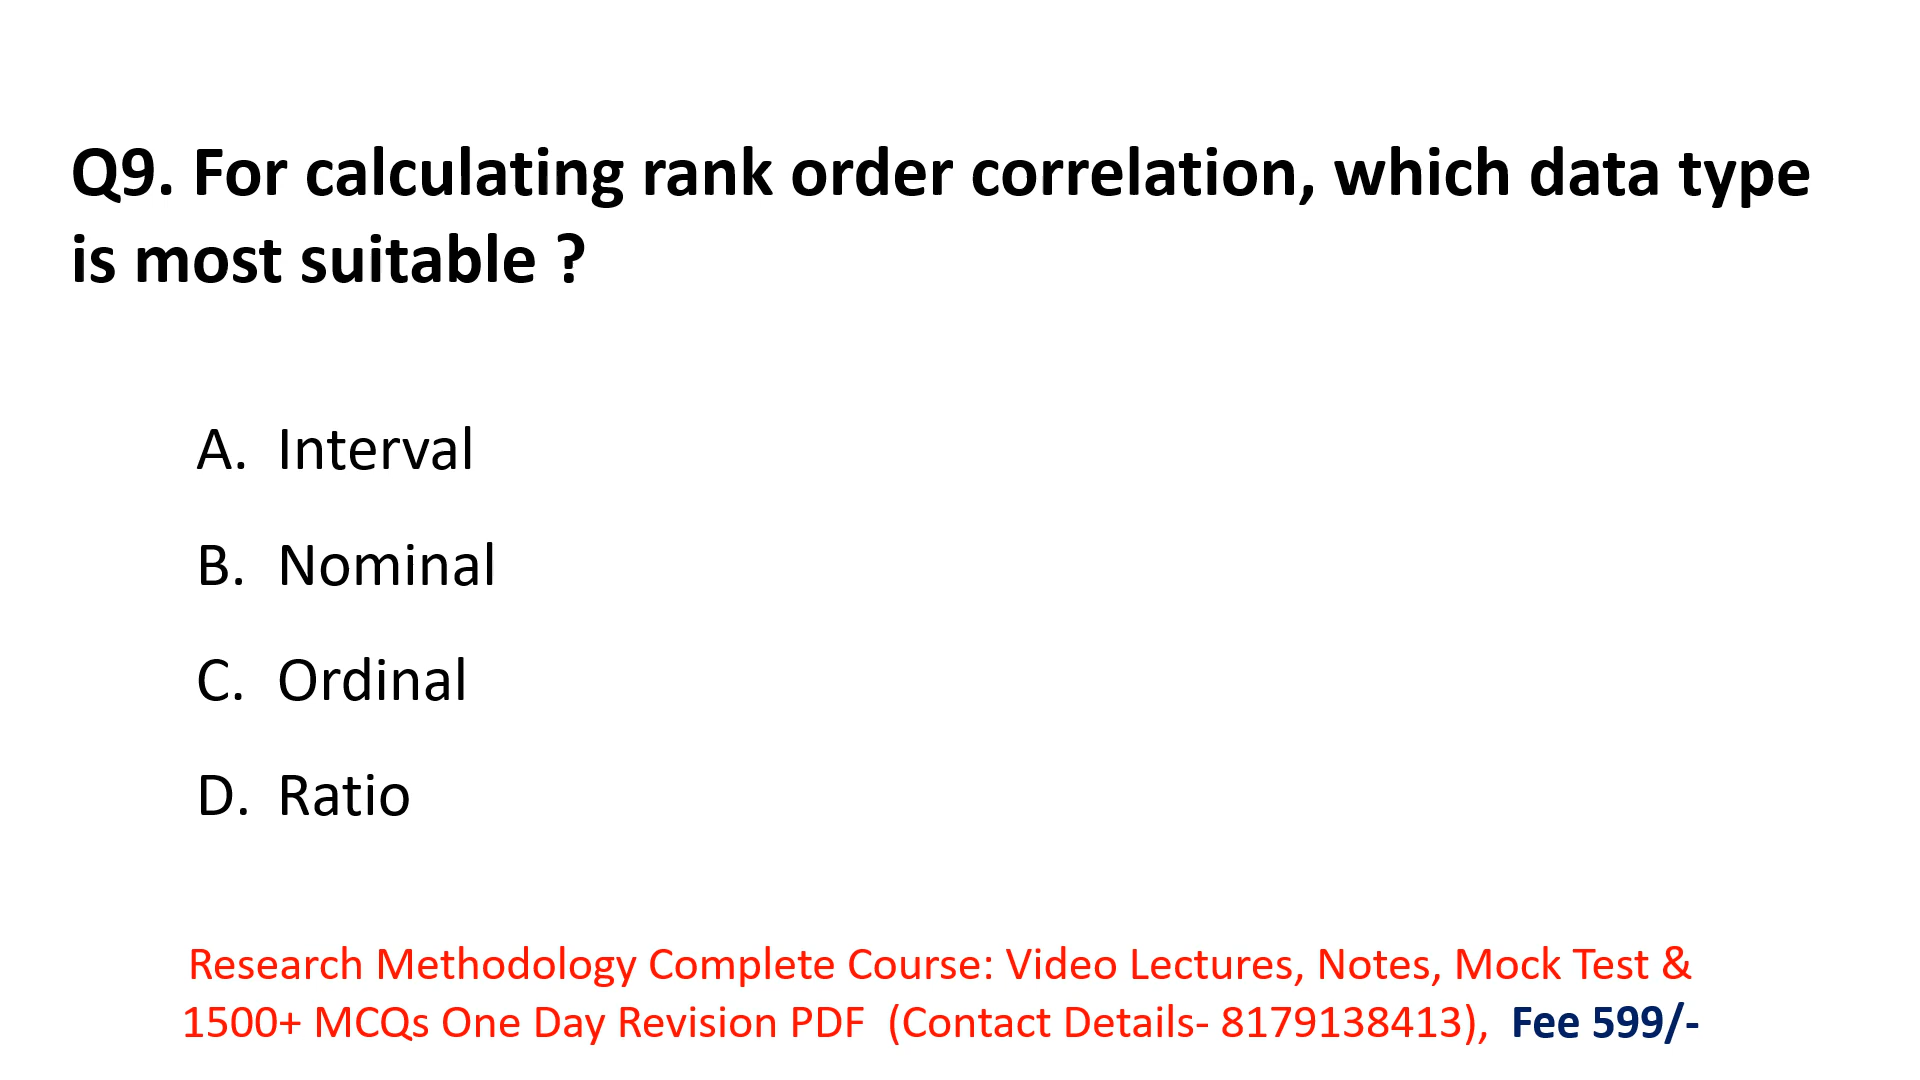 Q9. For calculating rank order correlation, which data type
is most suitable ?
A. Interval
B. Nominal
C. Ordinal
D. Ratio
Research Methodology Complete Course: Video Lectures, Notes, Mock Test &
1500+ MCQs One Day Revision PDF (Contact Details- 8179138413), Fee 599/-